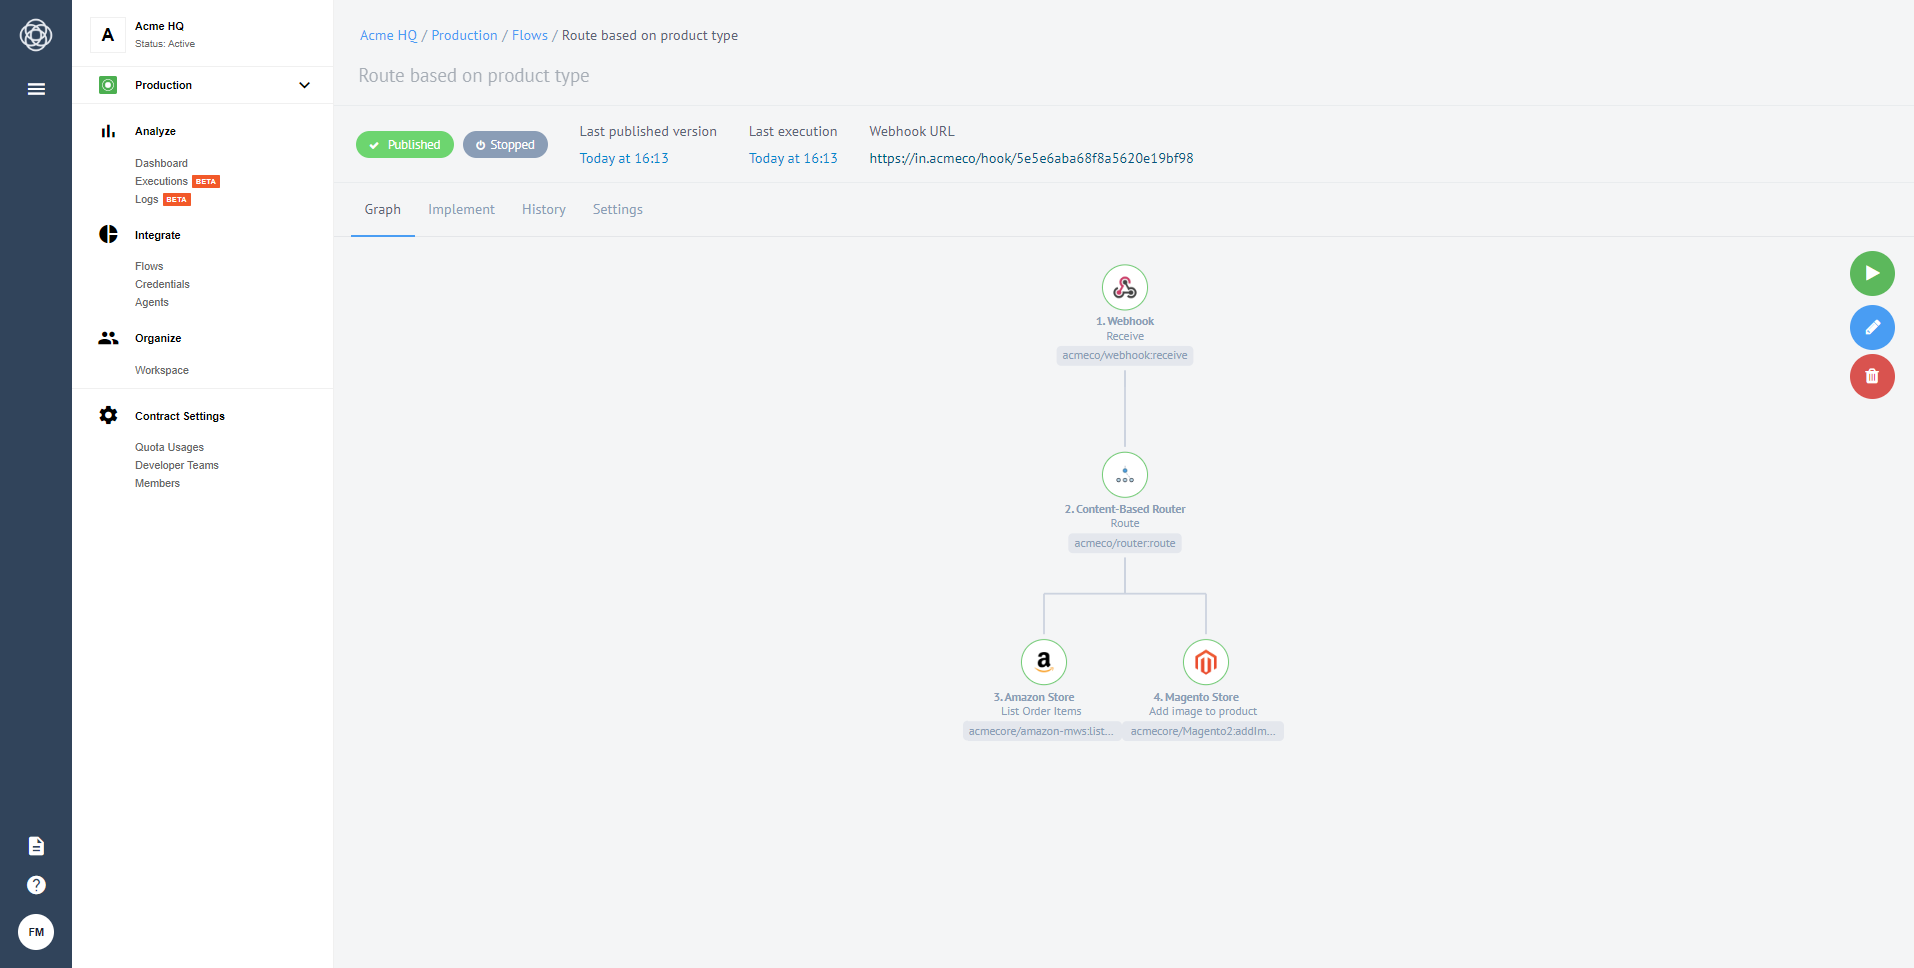 A
Acme HQ
Status: Active
Production
Analyze
Dashboard
Executions BETA
Logs BETA
Integrate
Flows
Credentials
Agents
Organize
Workspace
Contract Settings
Quota Usages
Developer Teams
Members
?
FM
Acme HQ / Production / Flows / Route based on product type
Route based on product type
Published
Stopped
Last published version
Today at 16:13
Last execution
Today at 16:13
Webhook URL
https://in.acmeco/hook/5e5e6aba68f8a5620e19bf98
Graph Implement History Settings
1. Webhook
Receive
acmeco/webhook:receive
2. Content-Based Router
Route
acmeco/router:route
a
3. Amazon Store
List Order Items
acmecore/amazon-mws:list...
4. Magento Store
Add image to product
acmecore/Magento2:addIm...